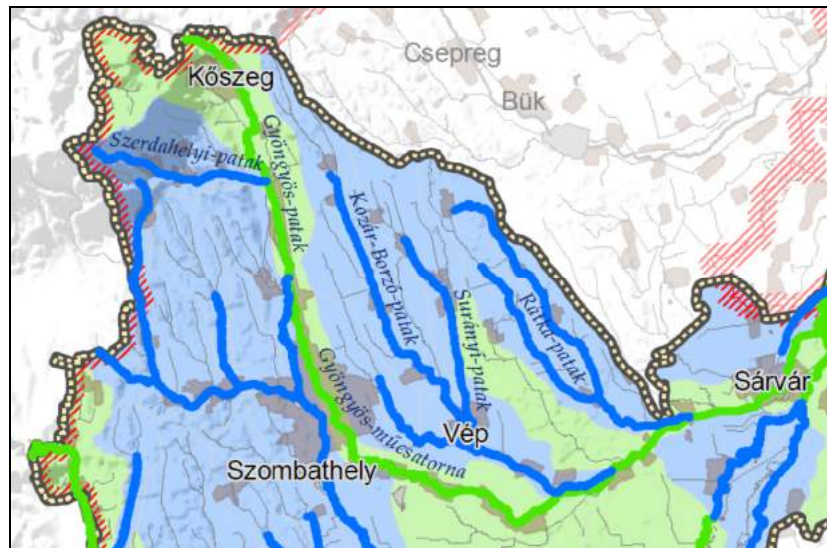 Csepreg
Kőszeg
Bük
Szerdahelyi-patak
Gyöngyös-patak
Kozár-Borzó-patak
Surányi-patak
Rátka-patak
Gyöngyös-műcsatorna
Sárvár
Vép
Szombathely